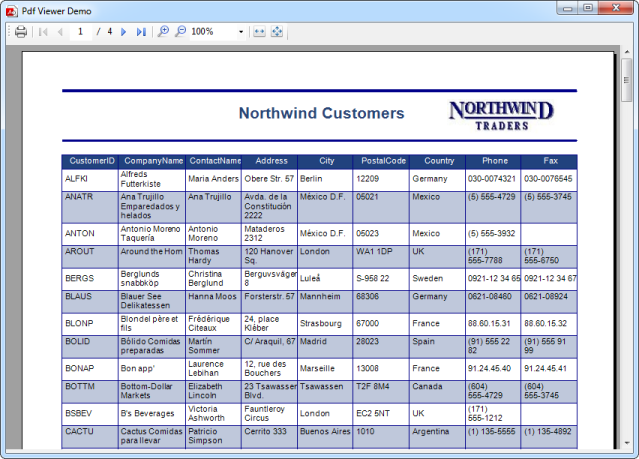 Pdf Viewer Demo
1 / 4 100%
Northwind Customers
NORTHWIND
TRADERS
CustomerID CompanyName ContactName Address City PostalCode Country Phone Fax
ALFKI Alfreds Futterkiste Maria Anders Obere Str. 57 Berlin 12209 Germany 030-0074321 030-0076545
ANATR Ana Trujillo Emparedados y helados Ana Trujillo Avda. de la Constitución 2222 México D.F. 05021 Mexico (5) 555-4729 (5) 555-3745
ANTON Antonio Moreno Taquería Antonio Moreno Mataderos 2312 México D.F. 05023 Mexico (5) 555-3932
AROUT Around the Horn Thomas Hardy 120 Hanover Sq. London WA1 1DP UK (171) 555-7788 (171) 555-6750
BERGS Berglunds snabbköp Christina Berglund Berguvsvägen 8 Luleå S-958 22 Sweden 0921-12 34 65 0921-12 34 67
BLAUS Blauer See Delikatessen Hanna Moos Forsterstr. 57 Mannheim 68306 Germany 0621-08460 0621-08924
BLONP Blondel père et fils Frédérique Citeaux 24, place Kléber Strasbourg 67000 France 88.60.15.31 88.60.15.32
BOLID Bólido Comidas preparadas Martín Sommer C/ Araquil, 67 Madrid 28023 Spain (91) 555 22 82 (91) 555 91 99
BONAP Bon app' Laurence Lebihan 12, rue des Bouchers Marseille 13008 France 91.24.45.40 91.24.45.41
BOTTM Bottom-Dollar Markets Elizabeth Lincoln 23 Tsawassen Blvd. Tsawassen T2F 8M4 Canada (604) 555-4729 (604) 555-3745
BSBEV B's Beverages Victoria Ashworth Fauntleroy Circus London EC2 5NT UK (171) 555-1212
CACTU Cactus Comidas para llevar Patricio Simpson Cerrito 333 Buenos Aires 1010 Argentina (1) 135-5555 (1) 135-4892